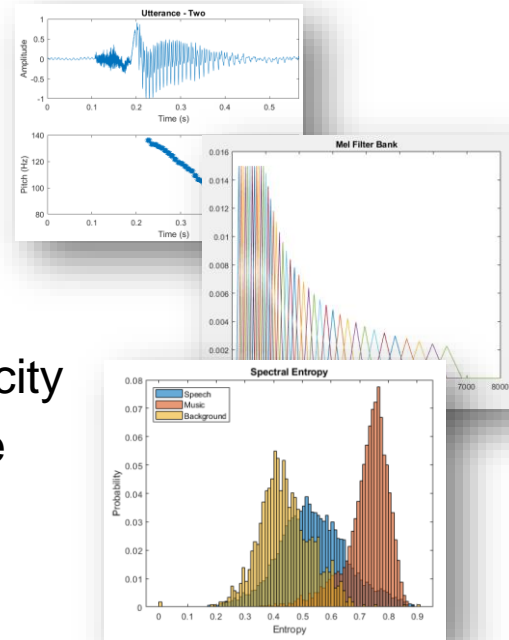 Utterance - Two
Amplitude
1
0.5
0
-0.5
-1
0 0.1 0.2 0.3 0.4 0.5
Time (s)
Pitch (Hz)
140
120
100
80
0 0.1 0.2 0.3
Time (s)
Mel Filter Bank
0.016
0.014
0.012
0.01
0.008
0.006
0.004
0.002
7000 8000
city
e
Spectral Entropy
Speech
Music
Background
Probability
0.08
0.07
0.06
0.05
0.04
0.03
0.02
0.01
0
0 0.1 0.2 0.3 0.4 0.5 0.6 0.7 0.8 0.9
Entropy